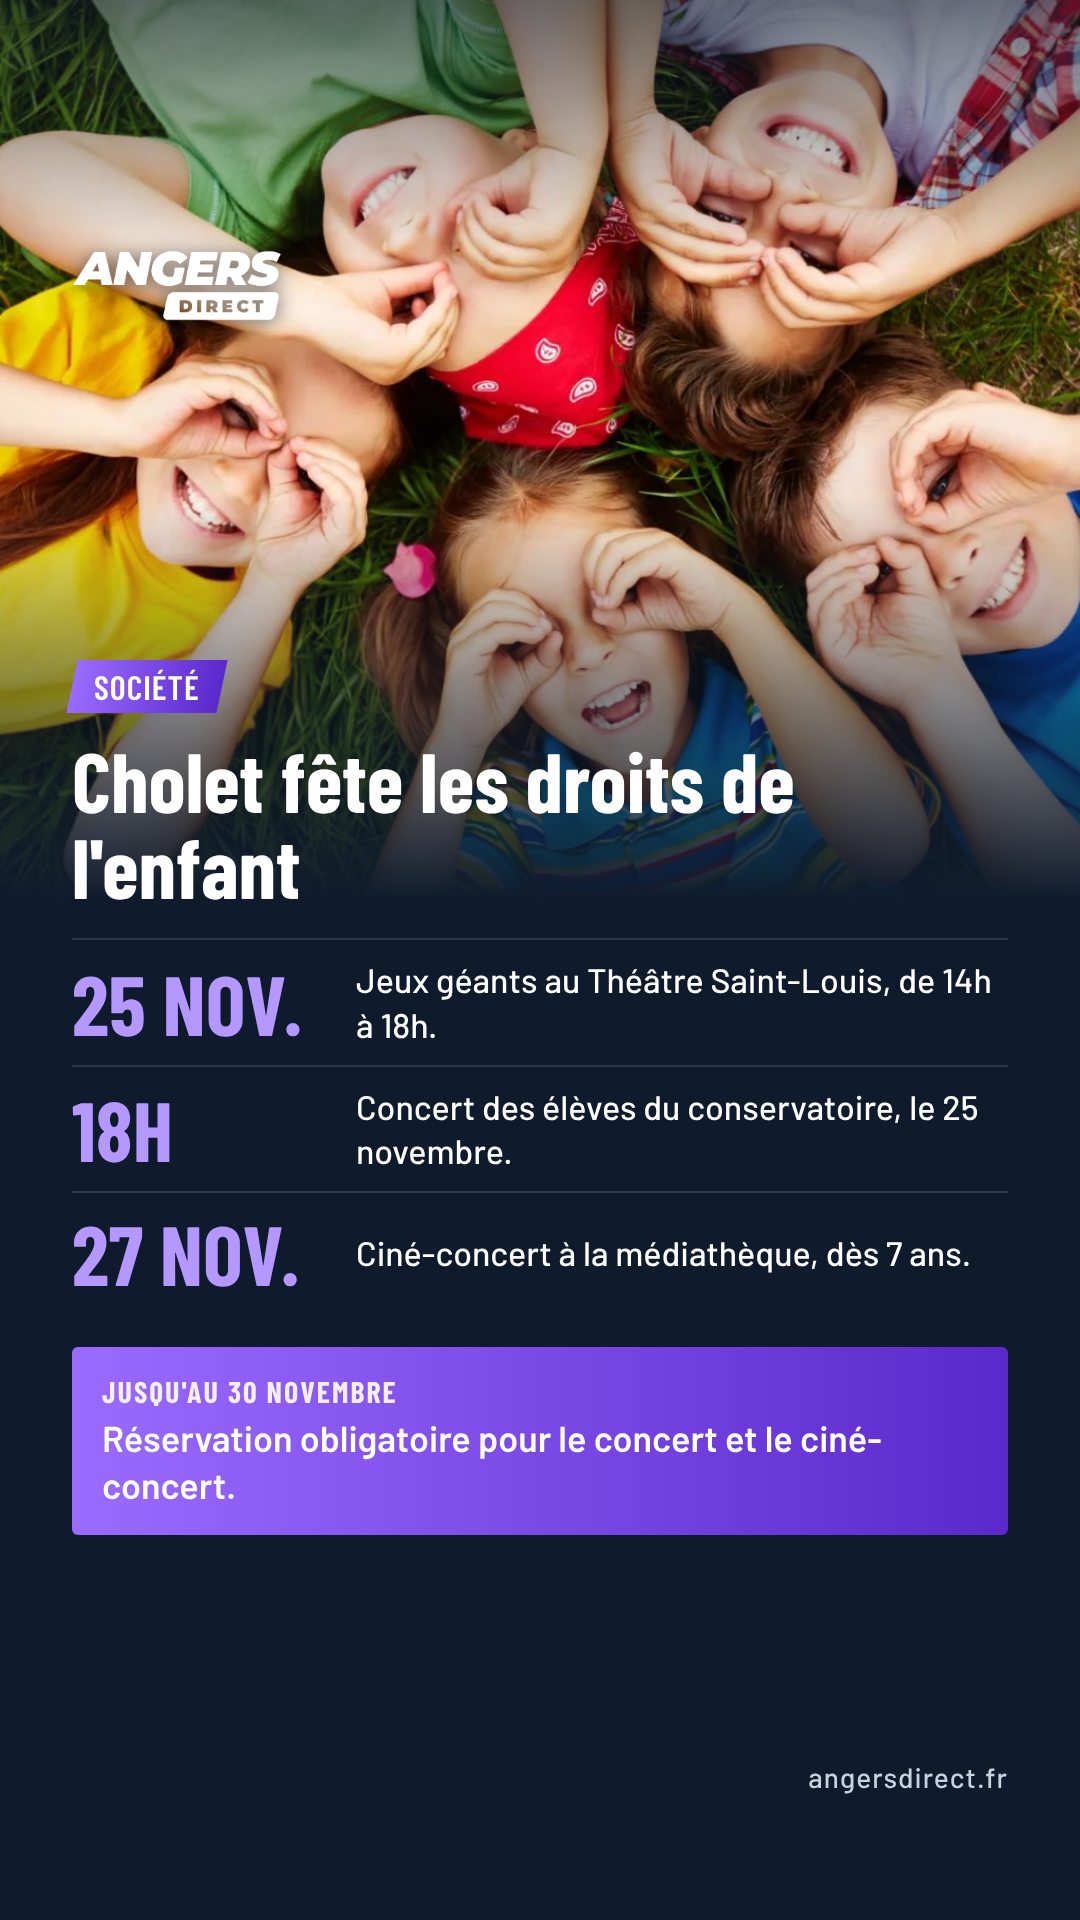 ANGERS
DIRECT
SOCIÉTÉ
Cholet fête les droits de
l'enfant
25 NOV.
Jeux géants au Théâtre Saint-Louis, de 14h
à 18h.
18H
Concert des élèves du conservatoire, le 25
novembre.
27 NOV.
Ciné-concert à la médiathèque, dès 7 ans.
JUSQU'AU 30 NOVEMBRE
Réservation obligatoire pour le concert et le ciné-
concert.
angersdirect.fr